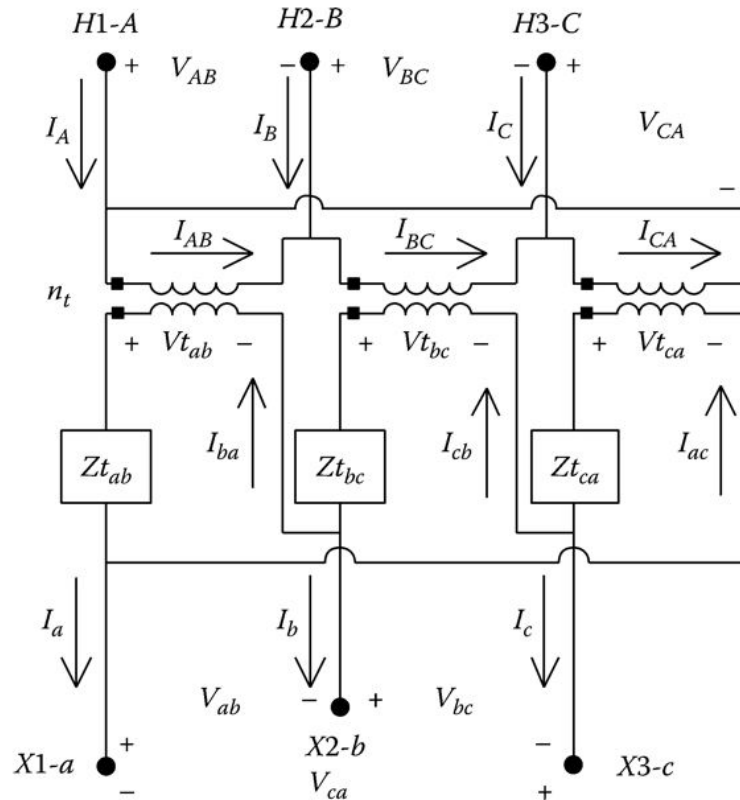 H1-A H2-B H3-C
+ V_AB − + V_BC − + V_CA
I_A I_B I_C
−
I_AB I_BC I_CA
n_t
+ Vt_ab − + Vt_bc − + Vt_ca −
I_ba I_cb I_ac
Zt_ab Zt_bc Zt_ca
I_a I_b I_c
V_ab − + V_bc
+ −
X1-a X2-b X3-c
− V_ca +